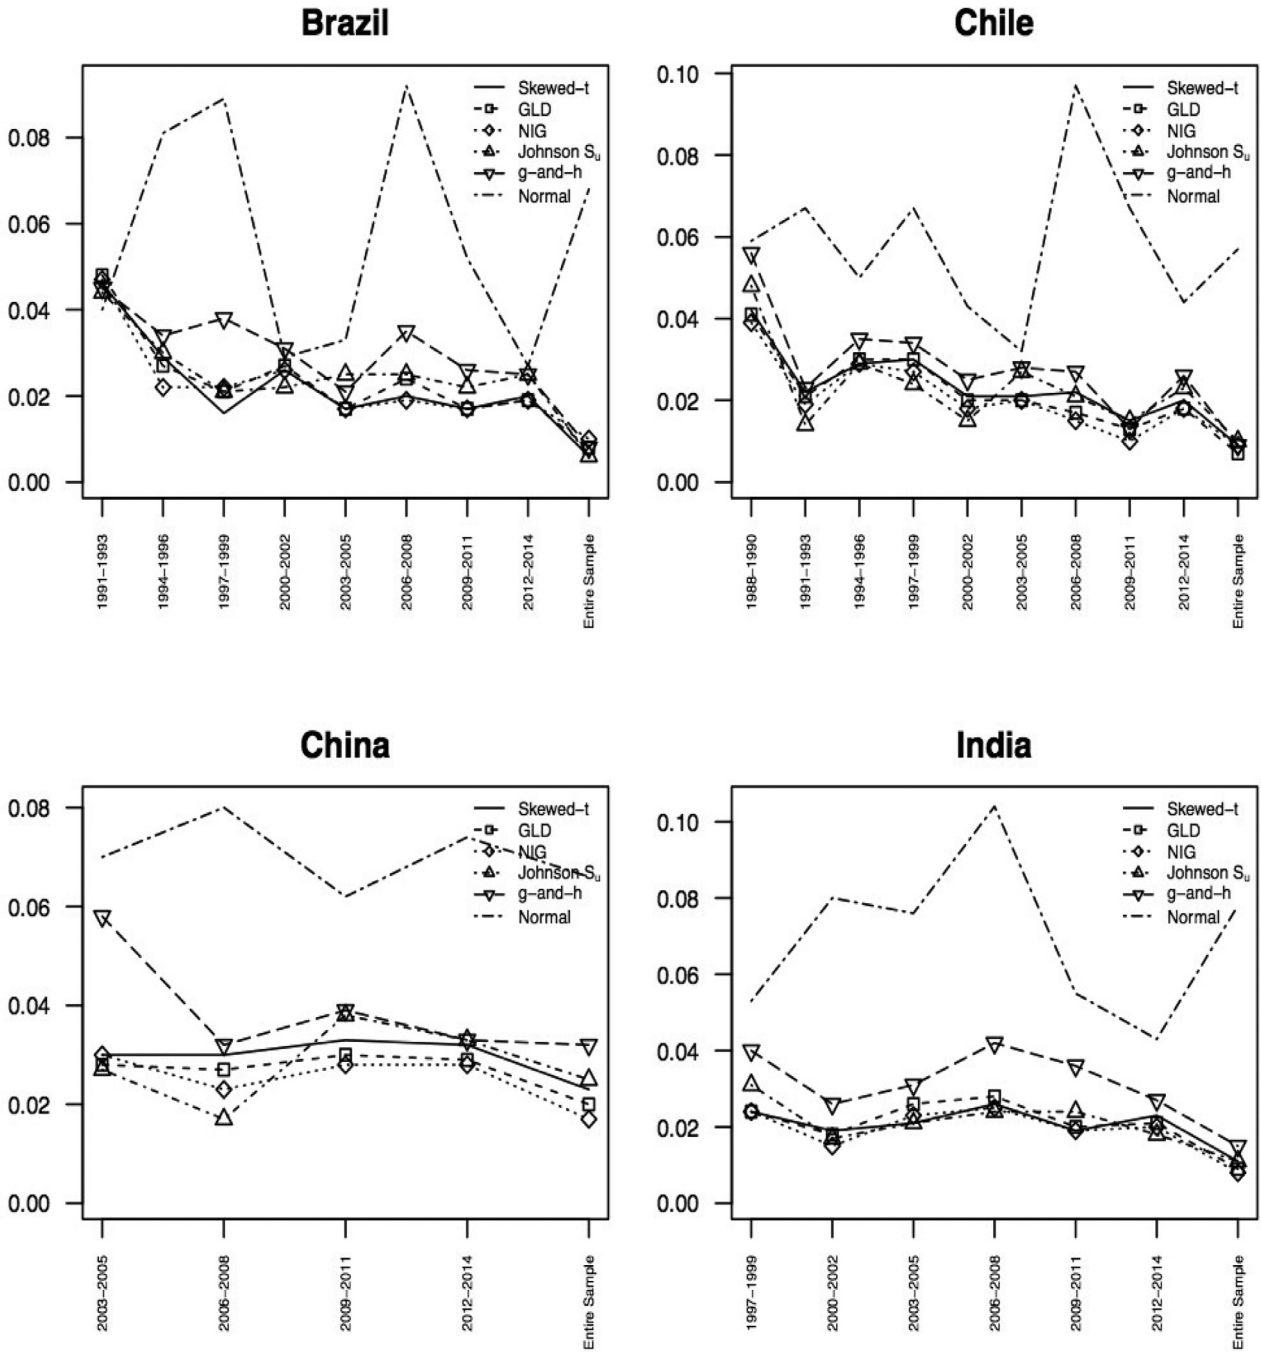 Brazil
0.08
0.06
0.04
0.02
0.00
Skewed-t
GLD
NIG
Johnson Su
g-and-h
Normal
1991-1993
1994-1996
1997-1999
2000-2002
2003-2005
2006-2008
2009-2011
2012-2014
Entire Sample
Chile
0.10
0.08
0.06
0.04
0.02
0.00
Skewed-t
GLD
NIG
Johnson Su
g-and-h
Normal
1988-1990
1991-1993
1994-1996
1997-1999
2000-2002
2003-2005
2006-2008
2009-2011
2012-2014
Entire Sample
China
0.08
0.06
0.04
0.02
0.00
Skewed-t
GLD
NIG
Johnson Su
g-and-h
Normal
2003-2005
2006-2008
2009-2011
2012-2014
Entire Sample
India
0.10
0.08
0.06
0.04
0.02
0.00
Skewed-t
GLD
NIG
Johnson Su
g-and-h
Normal
1997-1999
2000-2002
2003-2005
2006-2008
2009-2011
2012-2014
Entire Sample